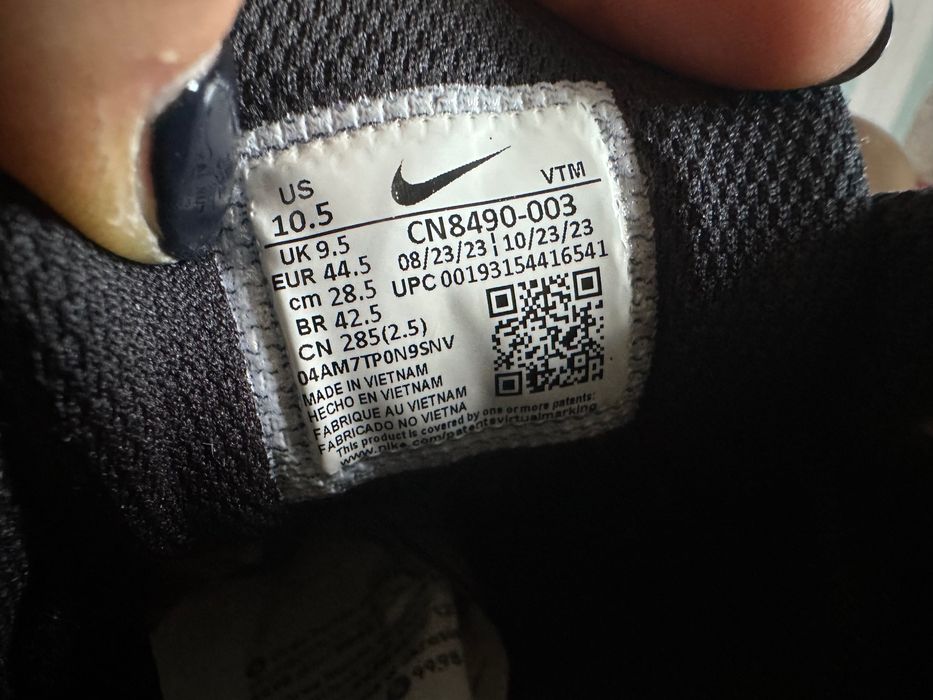 US
10.5
VTM
UK 9.5
EUR 44.5
cm 28.5
BR 42.5
CN 285(2.5)
04AM7TP0N9SNV
CN8490-003
08/23/23 | 10/23/23
UPC 00193154416541
MADE IN VIETNAM
HECHO EN VIETNAM
FABRIQUE AU VIETNAM
FABRICADO NO VIETNA
This product is covered by one or more patents:
www.nike.com/patentsvirtualmarking